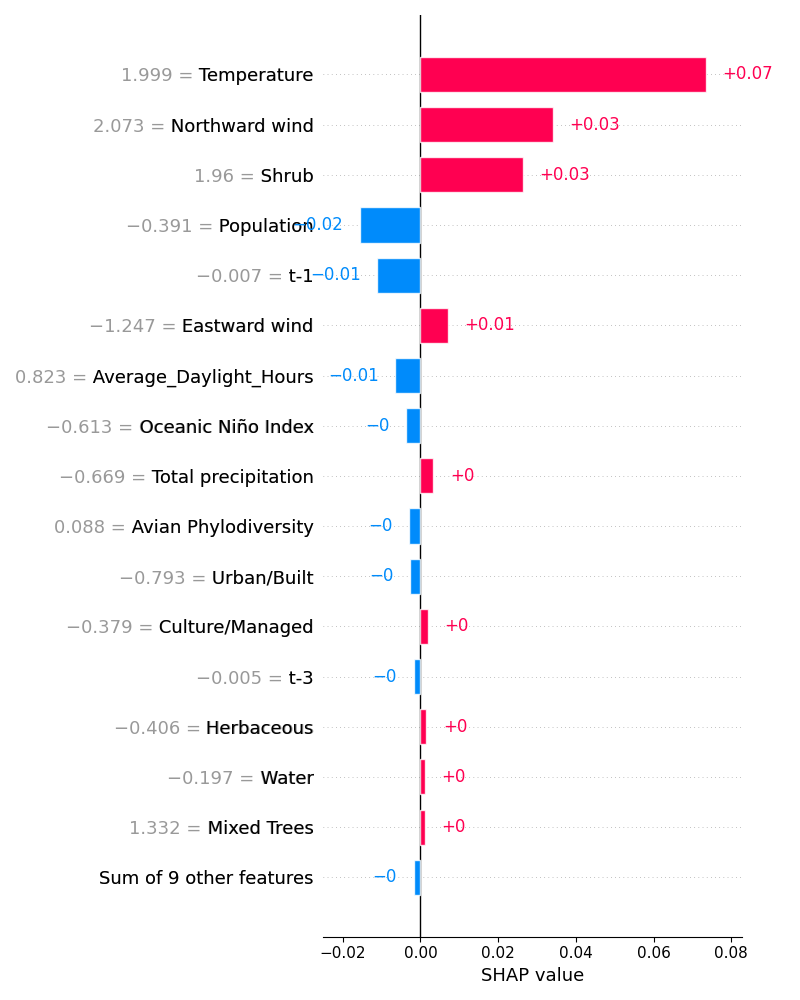 1.999 = Temperature +0.07
2.073 = Northward wind +0.03
1.96 = Shrub +0.03
−0.391 = Population −0.02
−0.007 = t-1 −0.01
−1.247 = Eastward wind +0.01
0.823 = Average_Daylight_Hours −0.01
−0.613 = Oceanic Niño Index −0
−0.669 = Total precipitation +0
0.088 = Avian Phylodiversity −0
−0.793 = Urban/Built −0
−0.379 = Culture/Managed +0
−0.005 = t-3 −0
−0.406 = Herbaceous +0
−0.197 = Water +0
1.332 = Mixed Trees +0
Sum of 9 other features −0
−0.02 0.00 0.02 0.04 0.06 0.08
SHAP value